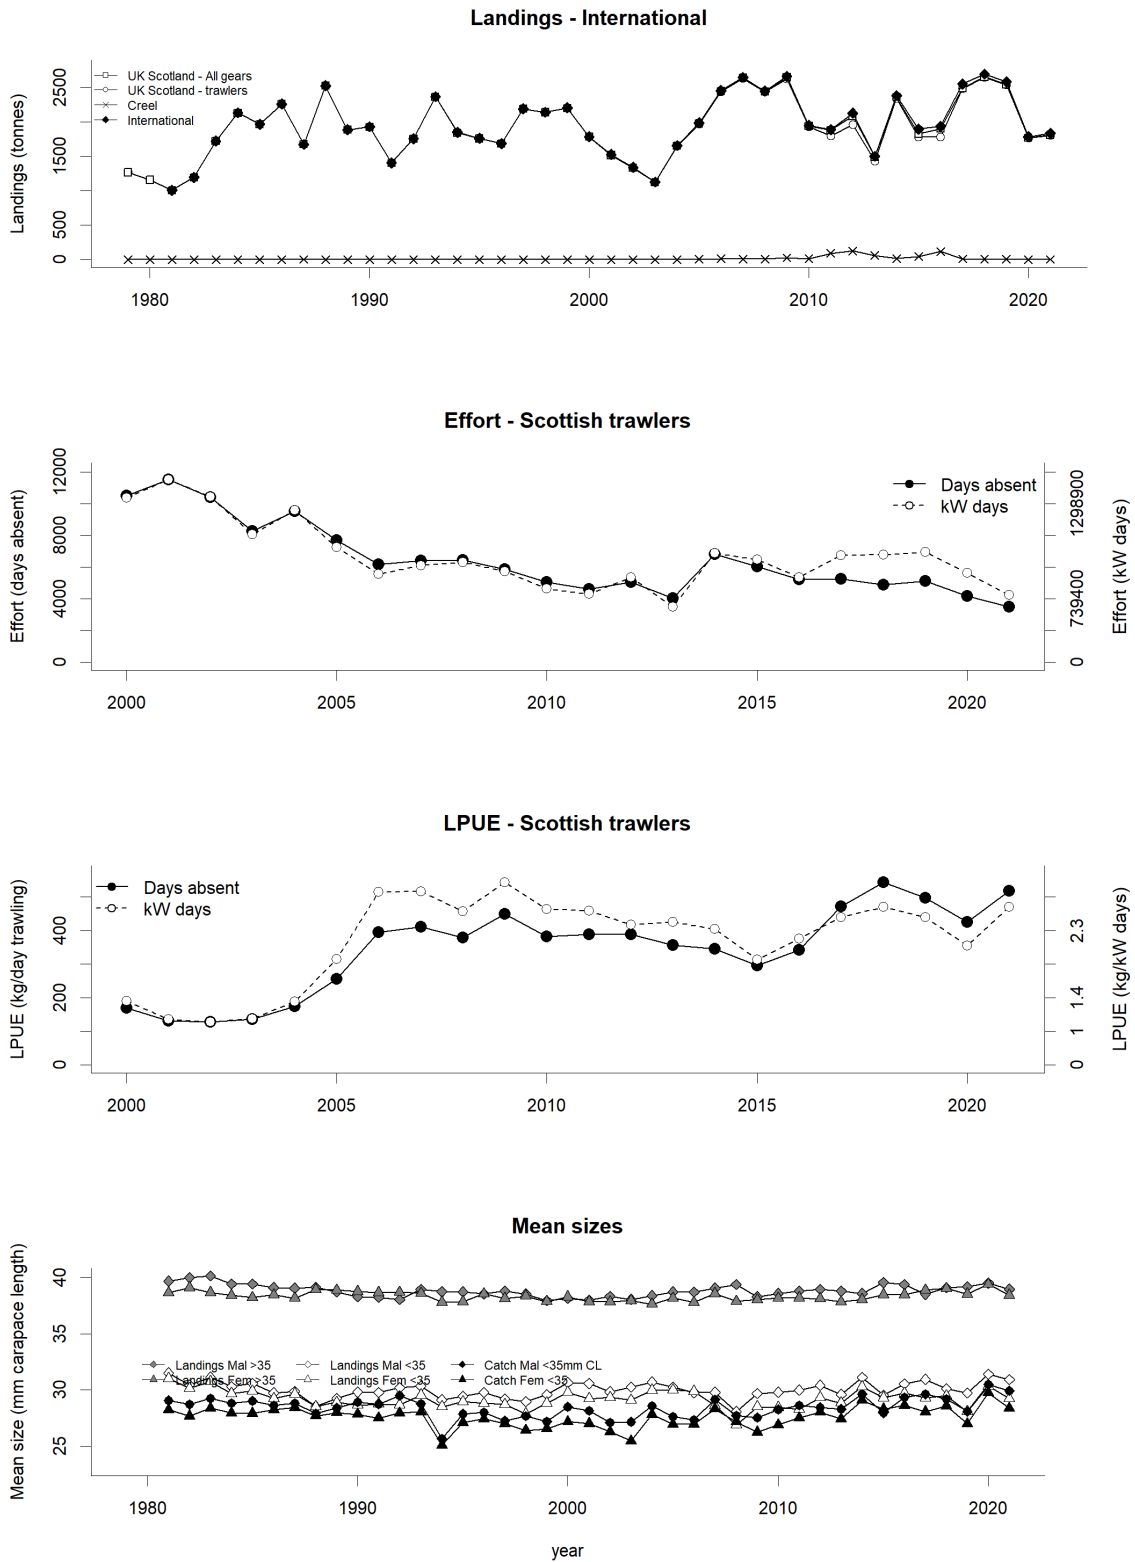 Landings - International
Landings (tonnes)
2500
1500
500
0
UK Scotland - All gears
UK Scotland - trawlers
Creel
International
1980 1990 2000 2010 2020
Effort - Scottish trawlers
Effort (days absent)
12000
8000
4000
0
Days absent
kW days
1298900
739400
0
Effort (kW days)
2000 2005 2010 2015 2020
LPUE - Scottish trawlers
LPUE (kg/day trawling)
400
200
0
Days absent
kW days
2.3
1.4
1
0
LPUE (kg/kW days)
2000 2005 2010 2015 2020
Mean sizes
Mean size (mm carapace length)
40
35
30
25
Landings Mal >35 Landings Mal <35 Catch Mal <35mm CL
Landings Fem >35 Landings Fem <35 Catch Fem <35
1980 1990 2000 2010 2020
year